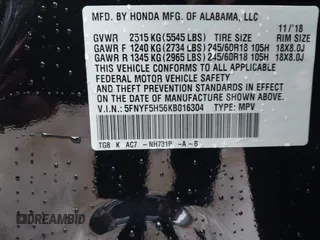 MFD. BY HONDA MFG. OF ALABAMA, LLC 11/'18
GVWR 2515 KG (5545 LBS) TIRE SIZE RIM SIZE
GAWR F 1240 KG (2734 LBS) 245/60R18 105H 18X8.0J
GAWR R 1345 KG (2965 LBS) 245/60R18 105H 18X8.0J
THIS VEHICLE CONFORMS TO ALL APPLICABLE
FEDERAL MOTOR VEHICLE SAFETY
AND THEFT PREVENTION STANDARDS IN EFFECT ON
THE DATE OF MANUFACTURE SHOWN ABOVE.
V.I.N.: 5FNYF5H56KB016304 TYPE: MPV
TG8 K AC7 -NH731P -A -B
DREAMBID